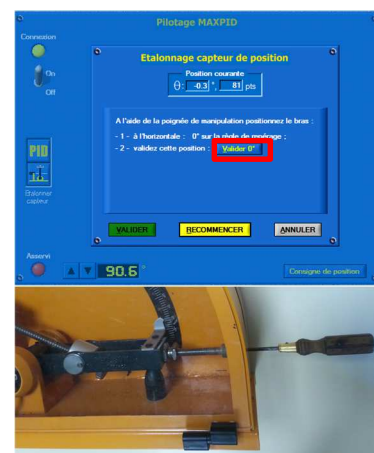 Pilotage MAXPID
Connexion
On
Off
Etalonnage capteur de position
Position courante
θ: -0.3 °, 81 pts
A l'aide de la poignée de manipulation positionnez le bras :
- 1 - à l'horizontale : 0° sur la règle de repérage ;
- 2 - validez cette position : Valider 0°
PID
Etalonner
capteur
VALIDER RECOMMENCER ANNULER
Asservi
90.6 °
Consigne de position